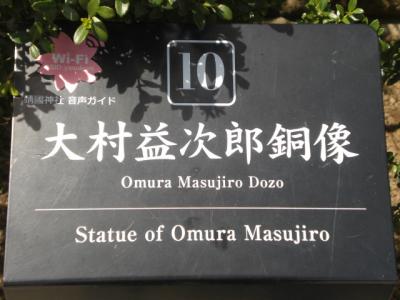 Wi-Fi
10
靖國神社 音声ガイド
大村益次郎銅像
Omura Masujiro Dozo
Statue of Omura Masujiro